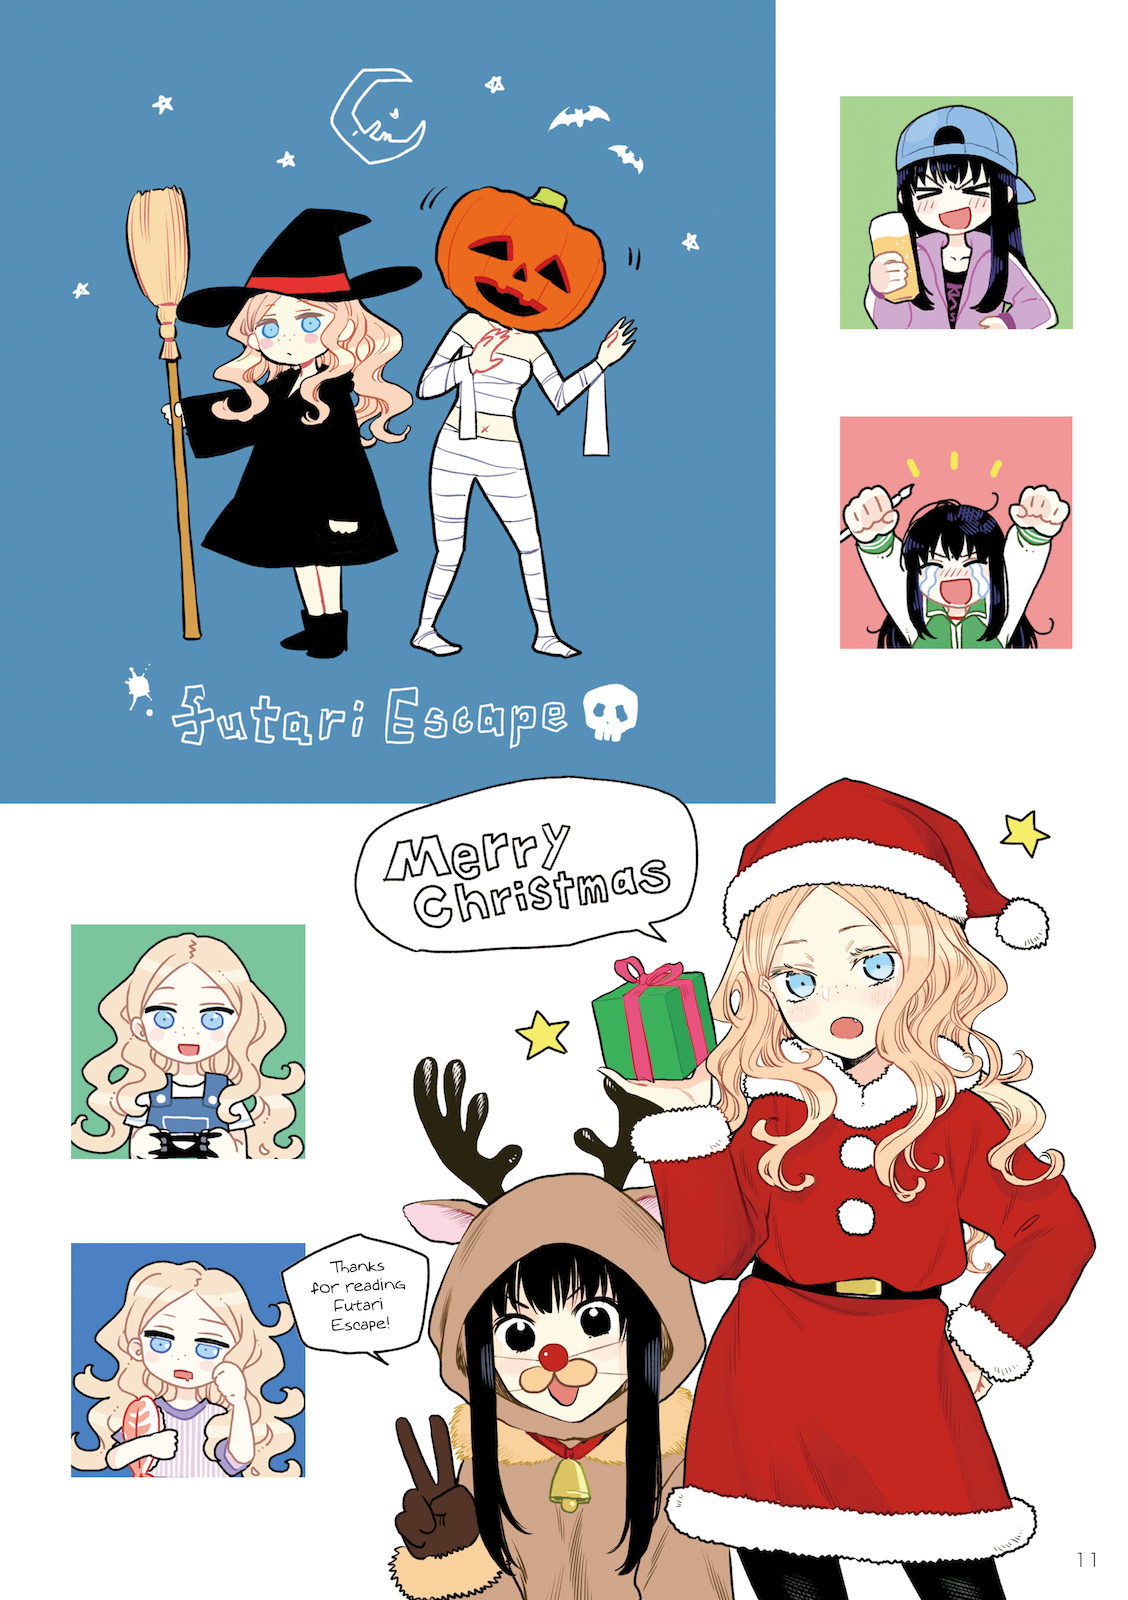 futari Escape
Merry
Christmas
Thanks
for reading
Futari
Escape!
11